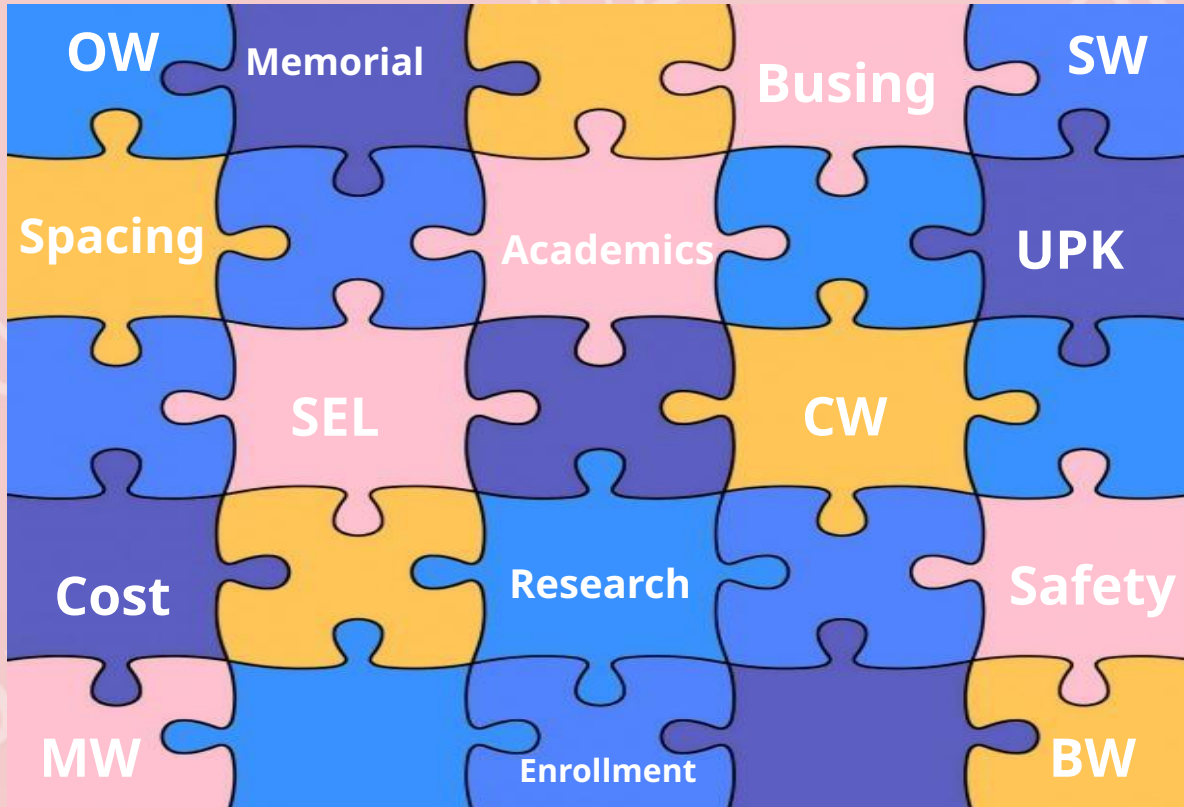 OW
Memorial
Busing
SW
Spacing
Academics
UPK
SEL
CW
Cost
Research
Safety
MW
Enrollment
BW